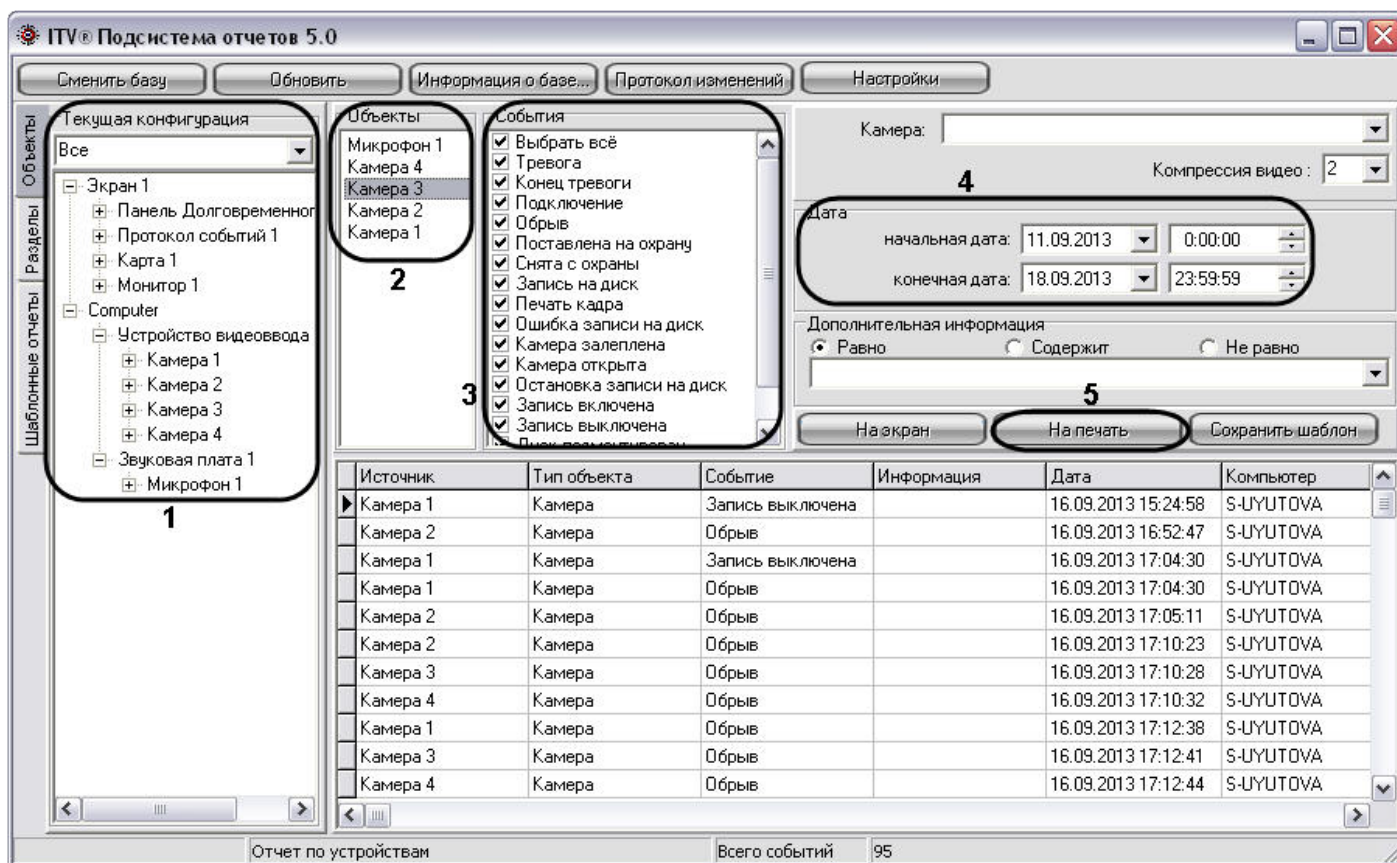 ITV® Подсистема отчетов 5.0
Сменить базу Обновить Информация о базе... Протокол изменений Настройки
Объекты
Разделы
Шаблонные отчеты
Текущая конфигурация
Все
Экран 1
Панель Долговременног
Протокол событий 1
Карта 1
Монитор 1
Computer
Устройство видеоввода
Камера 1
Камера 2
Камера 3
Камера 4
Звуковая плата 1
Микрофон 1
1
Объекты
Микрофон 1
Камера 4
Камера 3
Камера 2
Камера 1
2
События
Выбрать всё
Тревога
Конец тревоги
Подключение
Обрыв
Поставлена на охрану
Снята с охраны
Запись на диск
Печать кадра
Ошибка записи на диск
Камера залеплена
Камера открыта
Остановка записи на диск
Запись включена
Запись выключена
3
Камера:
Компрессия видео : 2
4
Дата
начальная дата: 11.09.2013 0:00:00
конечная дата: 18.09.2013 23:59:59
Дополнительная информация
Равно Содержит Не равно
5
На экран На печать Сохранить шаблон
Источник Тип объекта Событие Информация Дата Компьютер
Камера 1 Камера Запись выключена 16.09.2013 15:24:58 S-UYUTOVA
Камера 2 Камера Обрыв 16.09.2013 16:52:47 S-UYUTOVA
Камера 1 Камера Запись выключена 16.09.2013 17:04:30 S-UYUTOVA
Камера 1 Камера Обрыв 16.09.2013 17:04:30 S-UYUTOVA
Камера 2 Камера Обрыв 16.09.2013 17:05:11 S-UYUTOVA
Камера 2 Камера Обрыв 16.09.2013 17:10:23 S-UYUTOVA
Камера 3 Камера Обрыв 16.09.2013 17:10:28 S-UYUTOVA
Камера 4 Камера Обрыв 16.09.2013 17:10:32 S-UYUTOVA
Камера 1 Камера Обрыв 16.09.2013 17:12:38 S-UYUTOVA
Камера 3 Камера Обрыв 16.09.2013 17:12:41 S-UYUTOVA
Камера 4 Камера Обрыв 16.09.2013 17:12:44 S-UYUTOVA
Отчет по устройствам Всего событий 95